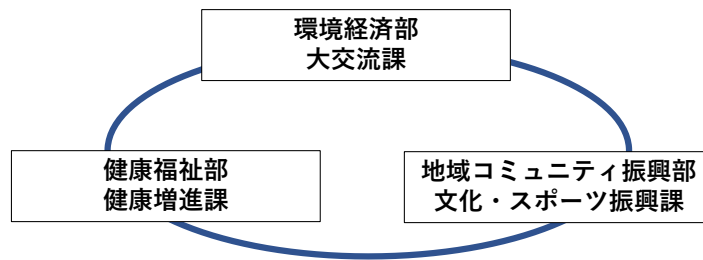 環境経済部
大交流課
健康福祉部
健康増進課
地域コミュニティ振興部
文化・スポーツ振興課